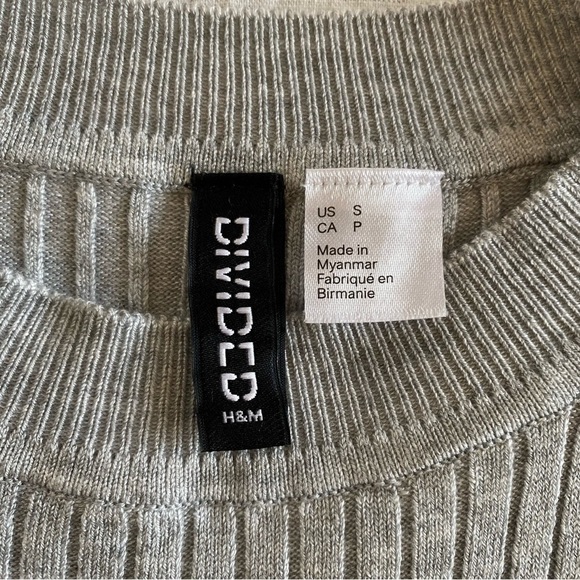 DIVIDED
H&M
US S
CA P
Made in
Myanmar
Fabriqué en
Birmanie